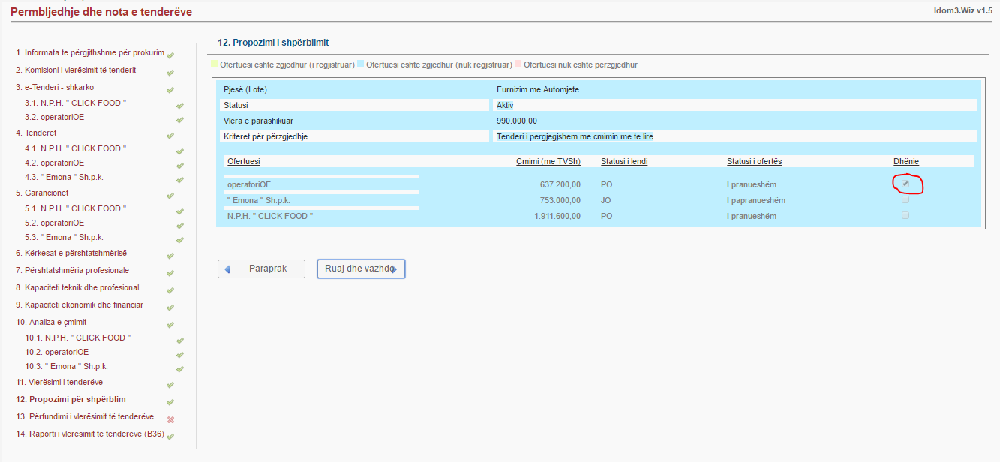 Permbljedhje dhe nota e tenderëve
Idom3.Wiz v1.5
1. Informata te përgjithshme për prokurim
2. Komisioni i vlerësimit të tenderit
3. e-Tenderi - shkarko
3.1. N.P.H. " CLICK FOOD "
3.2. operatoriOE
4. Tenderët
4.1. N.P.H. " CLICK FOOD "
4.2. operatoriOE
4.3. " Emona " Sh.p.k.
5. Garancionet
5.1. N.P.H. " CLICK FOOD "
5.2. operatoriOE
5.3. " Emona " Sh.p.k.
6. Kërkesat e përshtatshmërisë
7. Përshtatshmëria profesionale
8. Kapaciteti teknik dhe profesional
9. Kapaciteti ekonomik dhe financiar
10. Analiza e çmimit
10.1. N.P.H. " CLICK FOOD "
10.2. operatoriOE
10.3. " Emona " Sh.p.k.
11. Vlerësimi i tenderëve
12. Propozimi për shpërblim
13. Përfundimi i vlerësimit të tenderëve
14. Raporti i vlerësimit te tenderëve (B36)
12. Propozimi i shpërblimit
Ofertuesi është zgjedhur (i regjistruar) Ofertuesi është zgjedhur (nuk regjistruar) Ofertuesi nuk është përzgjedhur
Pjesë (Lote) Furnizim me Automjete
Statusi Aktiv
Vlera e parashikuar 990.000,00
Kriteret për përzgjedhje Tenderi i pergjegjshem me cmimin me te lire
Ofertuesi Çmimi (me TVSh) Statusi i lendi Statusi i ofertës Dhënie
operatoriOE 637.200,00 PO I pranueshëm
" Emona " Sh.p.k. 753.000,00 JO I papranueshëm
N.P.H. " CLICK FOOD " 1.911.600,00 PO I pranueshëm
Paraprak Ruaj dhe vazhdo